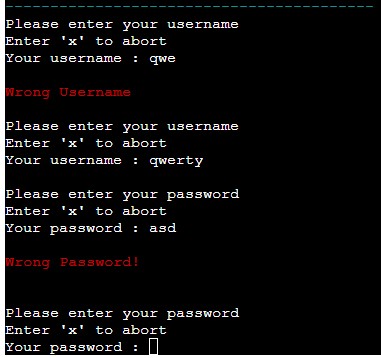 Please enter your username
Enter 'x' to abort
Your username : qwe
Wrong Username
Please enter your username
Enter 'x' to abort
Your username : qwerty
Please enter your password
Enter 'x' to abort
Your password : asd
Wrong Password!
Please enter your password
Enter 'x' to abort
Your password :